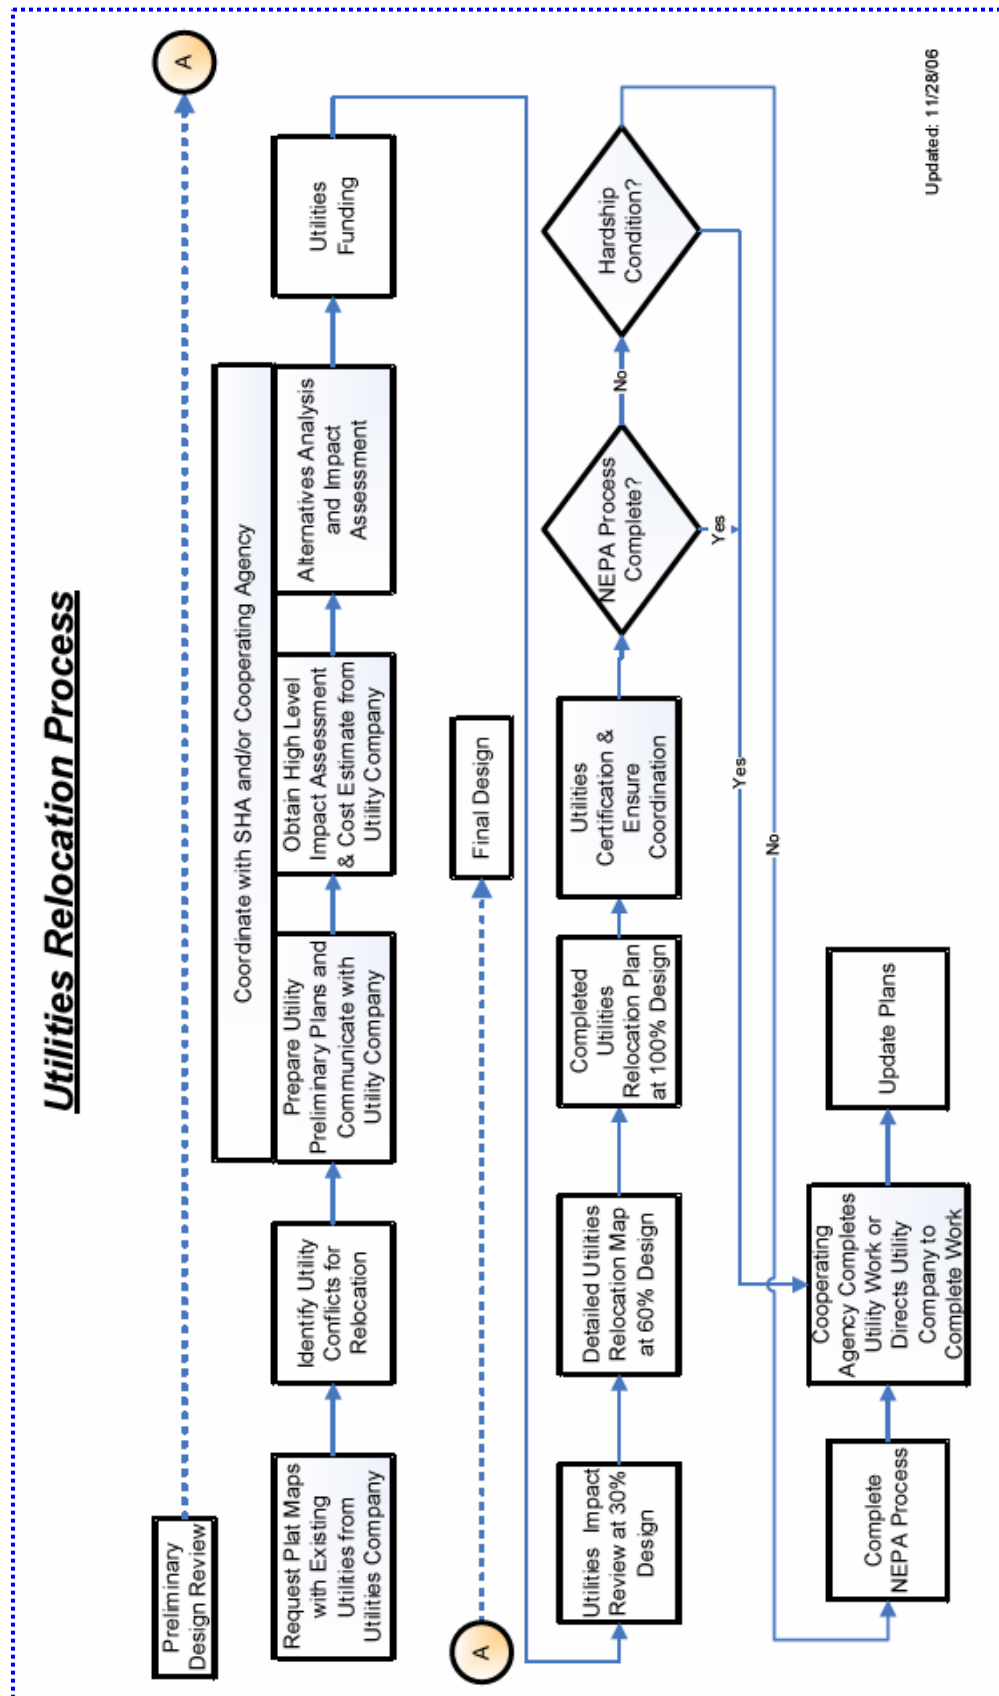 Utilities Relocation Process
Preliminary
Design Review
A
Coordinate with SHA and/or Cooperating Agency
Request Plat Maps
with Existing
Utilities from
Utilities Company
Identify Utility
Conflicts for
Relocation
Prepare Utility
Preliminary Plans and
Communicate with
Utility Company
Obtain High Level
Impact Assessment
& Cost Estimate from
Utility Company
Alternatives Analysis
and Impact
Assessment
Utilities
Funding
A
Final Design
Utilities Impact
Review at 30%
Design
Detailed Utilities
Relocation Map
at 60% Design
Completed
Utilities
Relocation Plan
at 100% Design
Utilities
Certification &
Ensure
Coordination
NEPA Process
Complete?
No
Hardship
Condition?
Yes
Yes
No
Complete
NEPA Process
Cooperating
Agency Completes
Utility Work or
Directs Utility
Company to
Complete Work
Update Plans
Updated: 11/28/06